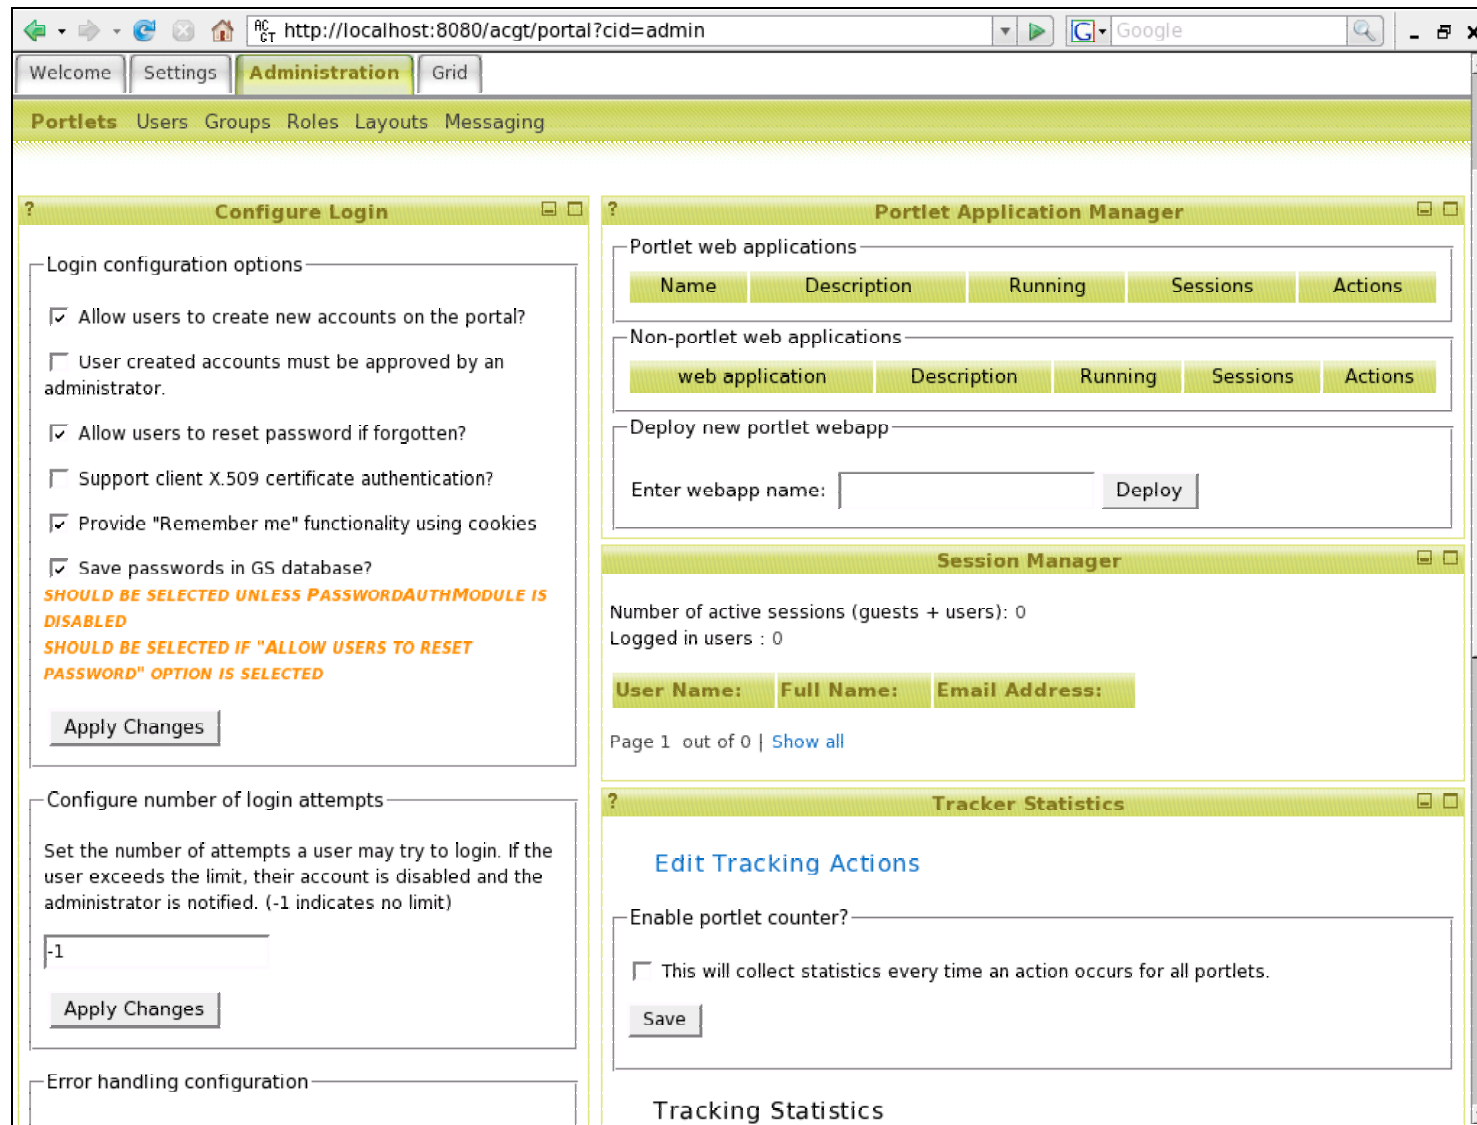 AC GT http://localhost:8080/acgt/portal?cid=admin G Google
Welcome Settings Administration Grid
Portlets Users Groups Roles Layouts Messaging
? Configure Login
Login configuration options
Allow users to create new accounts on the portal?
User created accounts must be approved by an
administrator.
Allow users to reset password if forgotten?
Support client X.509 certificate authentication?
Provide "Remember me" functionality using cookies
Save passwords in GS database?
SHOULD BE SELECTED UNLESS PASSWORDAUTHMODULE IS
DISABLED
SHOULD BE SELECTED IF "ALLOW USERS TO RESET
PASSWORD" OPTION IS SELECTED
Apply Changes
Configure number of login attempts
Set the number of attempts a user may try to login. If the
user exceeds the limit, their account is disabled and the
administrator is notified. (-1 indicates no limit)
-1
Apply Changes
Error handling configuration
? Portlet Application Manager
Portlet web applications
Name Description Running Sessions Actions
Non-portlet web applications
web application Description Running Sessions Actions
Deploy new portlet webapp
Enter webapp name: Deploy
Session Manager
Number of active sessions (guests + users): 0
Logged in users : 0
User Name: Full Name: Email Address:
Page 1 out of 0 | Show all
? Tracker Statistics
Edit Tracking Actions
Enable portlet counter?
This will collect statistics every time an action occurs for all portlets.
Save
Tracking Statistics